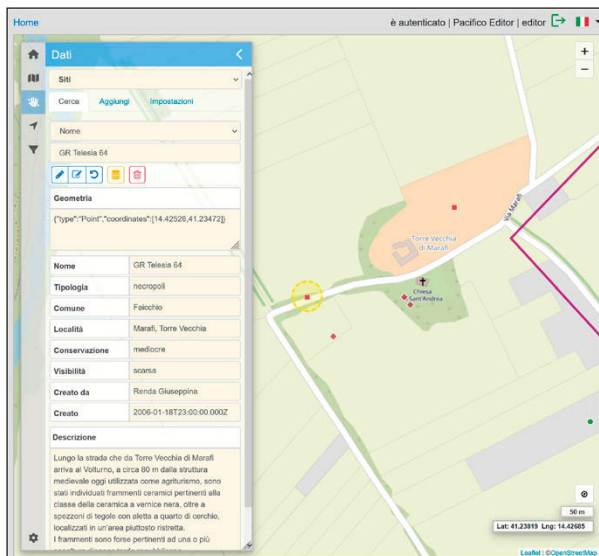 Home
è autenticato | Pacifico Editor | editor
Dati
Siti
Cerca Aggiungi Impostazioni
Nome
GR Telesia 64
Geometria
{"type":"Point","coordinates":[14.42526,41.23472]}
Nome GR Telesia 64
Tipologia necropoli
Comune Faicchio
Località Marafi, Torre Vecchia
Conservazione mediocre
Visibilità scarsa
Creato da Renda Giuseppina
Creato 2006-01-18T23:00:00.000Z
Descrizione
Lungo la strada che da Torre Vecchia di Marafi
arriva al Volturno, a circa 80 m dalla struttura
medievale oggi utilizzata come agriturismo, sono
stati individuati frammenti ceramici pertinenti alla
classe della ceramica a vernice nera, oltre a
spezzoni di tegole con aletta a quarto di cerchio,
localizzati in un'area piuttosto ristretta.
I frammenti sono forse pertinenti ad una o più
Torre Vecchia
di Marafi
Via Marafi
Chiesa
Sant'Andrea
+
−
50 m
Lat: 41.23819 Lng: 14.42685
Leaflet | ©OpenStreetMap